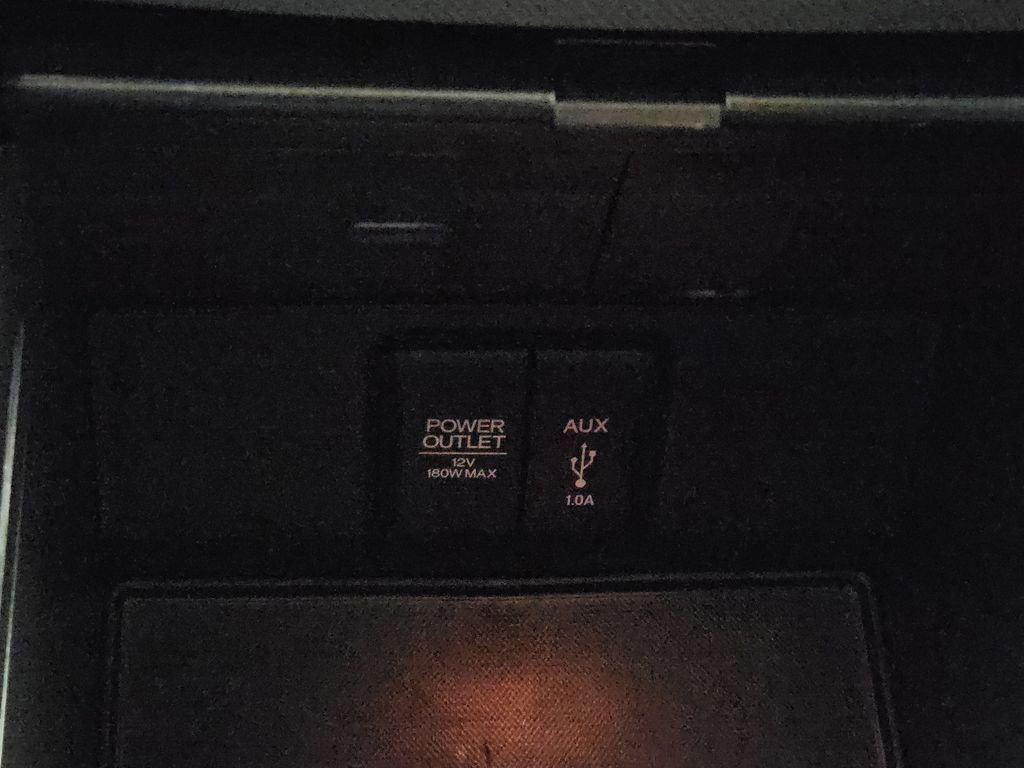 POWER
OUTLET
12V
180W MAX
AUX
1.0A